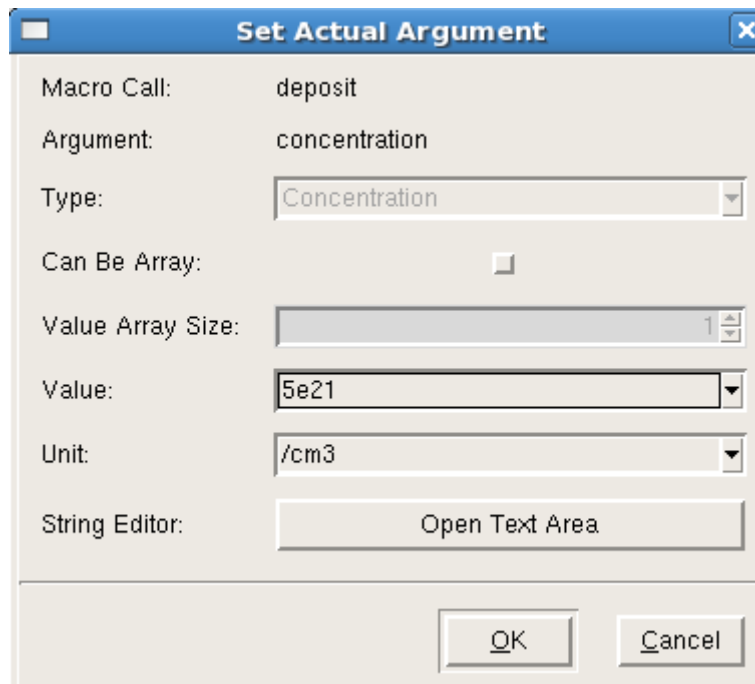 Set Actual Argument
Macro Call: deposit
Argument: concentration
Type: Concentration
Can Be Array:
Value Array Size: 1
Value: 5e21
Unit: /cm3
String Editor: Open Text Area
OK Cancel